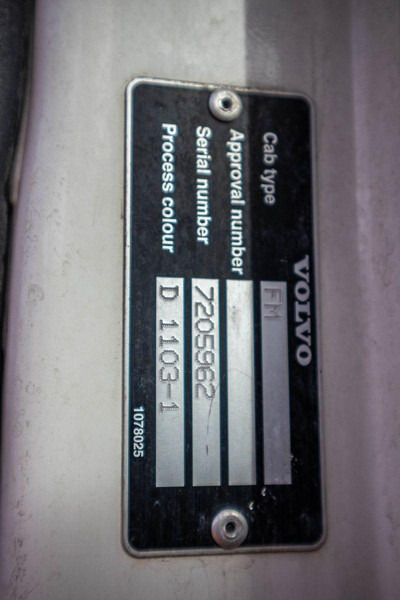 VOLVO
Cab type FM
Approval number
Serial number 7205962
Process colour D 1103-1
1078025